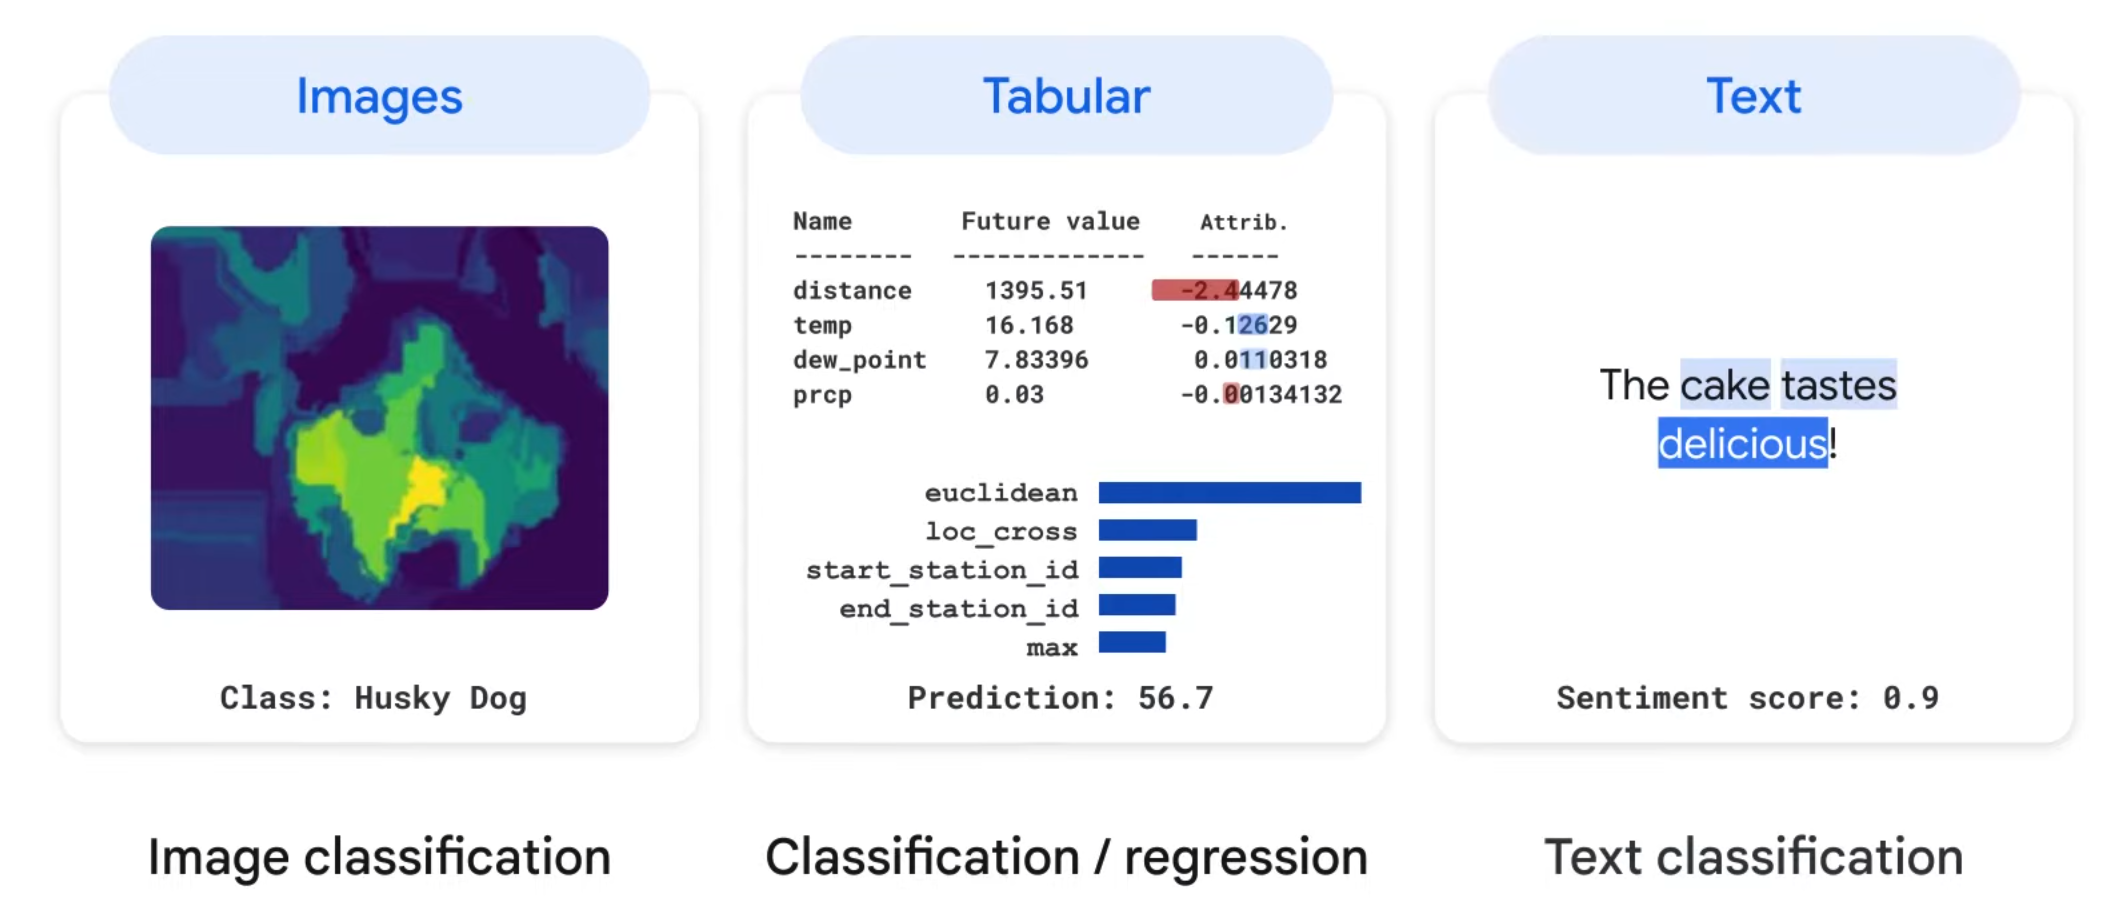 Images
Class: Husky Dog
Image classification
Tabular
Name Future value Attrib.
-------- ------------- ------
distance 1395.51 -2.44478
temp 16.168 -0.12629
dew_point 7.83396 0.0110318
prcp 0.03 -0.00134132
euclidean
loc_cross
start_station_id
end_station_id
max
Prediction: 56.7
Classification / regression
Text
The cake tastes
delicious!
Sentiment score: 0.9
Text classification